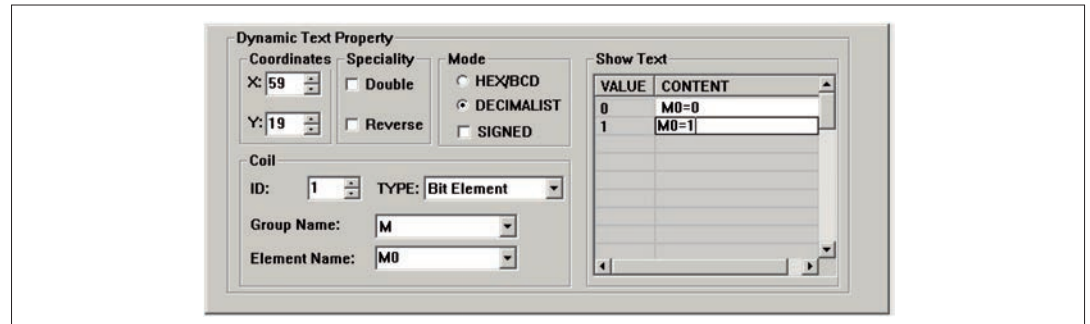 Dynamic Text Property
Coordinates
X: 59
Y: 19
Speciality
Double
Reverse
Mode
HEX/BCD
DECIMALIST
SIGNED
Coil
ID: 1 TYPE: Bit Element
Group Name: M
Element Name: M0
Show Text
VALUE CONTENT
0 M0=0
1 M0=1